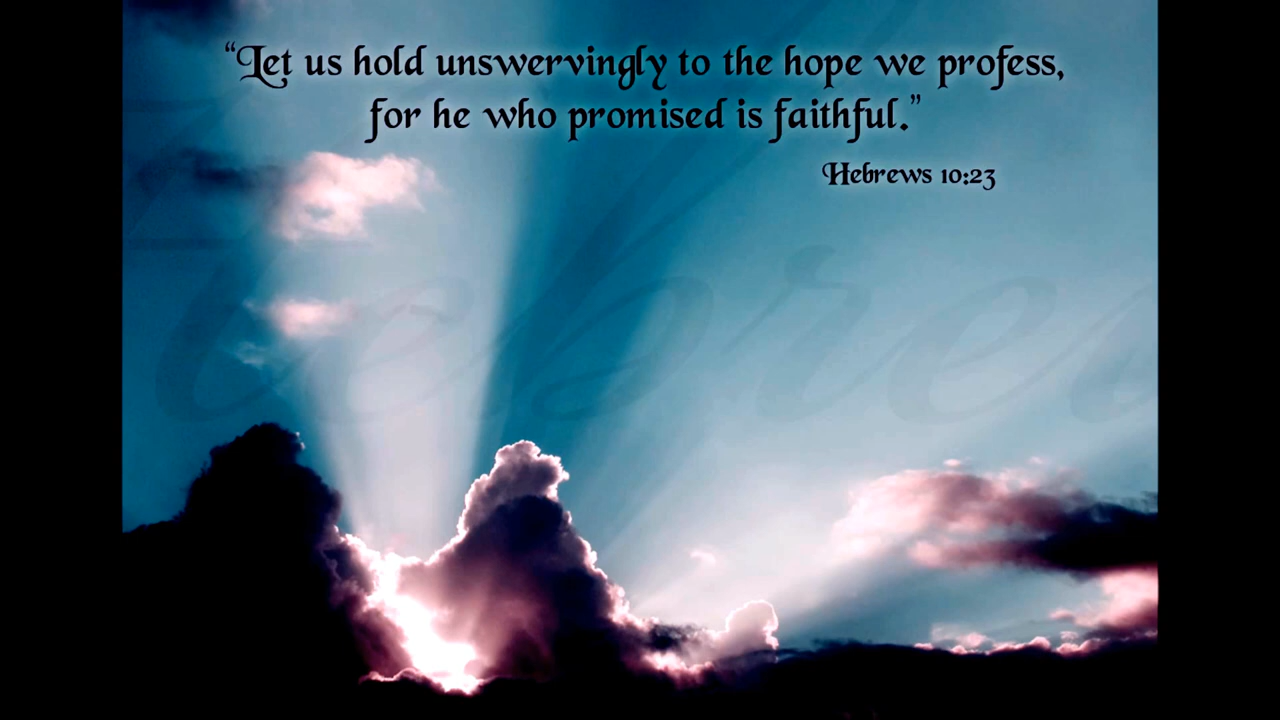 “Let us hold unswervingly to the hope we profess,
for he who promised is faithful.”
Hebrews 10:23